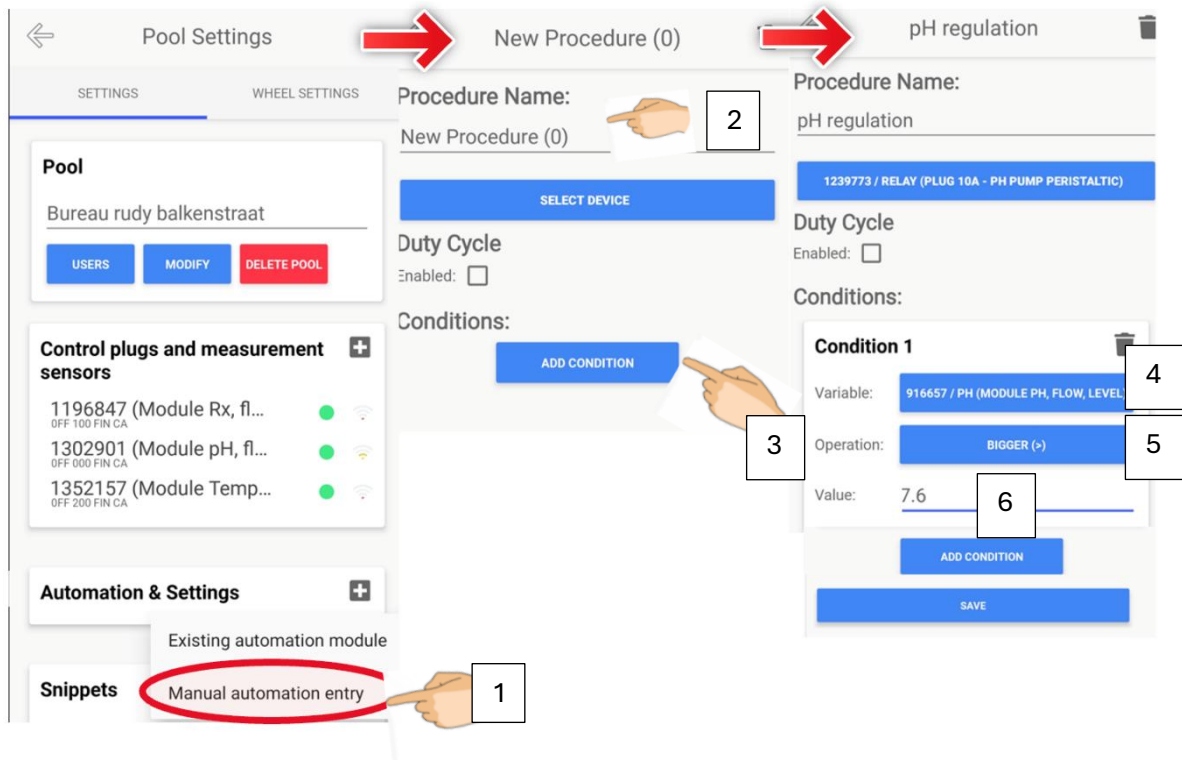 Pool Settings
SETTINGS
WHEEL SETTINGS
Pool
Bureau rudy balkenstraat
USERS
MODIFY
DELETE POOL
Control plugs and measurement
sensors
1196847 (Module Rx, fl...
0FF 100 FIN CA
1302901 (Module pH, fl...
0FF 000 FIN CA
1352157 (Module Temp...
0FF 200 FIN CA
Automation & Settings
Existing automation module
Snippets
Manual automation entry
1
New Procedure (0)
Procedure Name:
2
New Procedure (0)
SELECT DEVICE
Duty Cycle
Enabled:
Conditions:
ADD CONDITION
3
pH regulation
Procedure Name:
pH regulation
1239773 / RELAY (PLUG 10A - PH PUMP PERISTALTIC)
Duty Cycle
Enabled:
Conditions:
Condition 1
4
Variable:
916657 / PH (MODULE PH, FLOW, LEVEL)
Operation:
BIGGER (>)
5
Value:
7.6
6
ADD CONDITION
SAVE